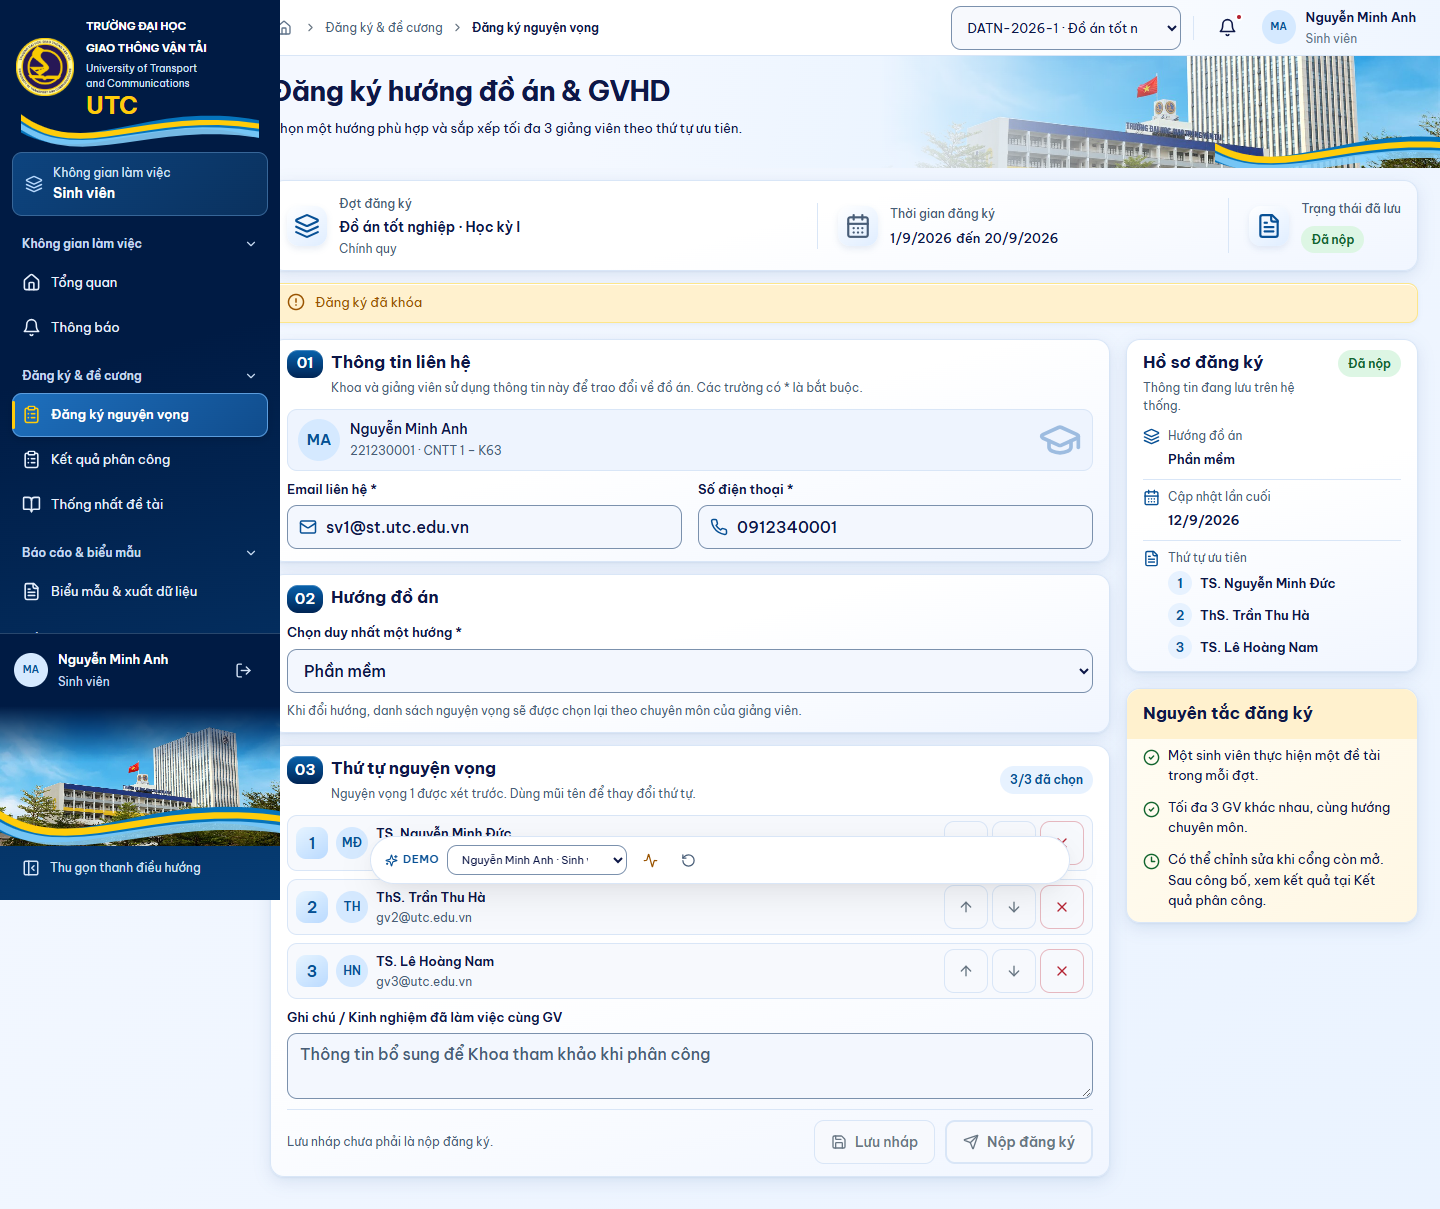 TRƯỜNG ĐẠI HỌC
GIAO THÔNG VẬN TẢI
University of Transport
and Communications
UTC
Không gian làm việc
Sinh viên
Không gian làm việc
Tổng quan
Thông báo
Đăng ký & đề cương
Đăng ký nguyện vọng
Kết quả phân công
Thống nhất đề tài
Báo cáo & biểu mẫu
Biểu mẫu & xuất dữ liệu
MA
Nguyễn Minh Anh
Sinh viên
Thu gọn thanh điều hướng
Đăng ký & đề cương
Đăng ký nguyện vọng
DATN-2026-1 · Đồ án tốt n
MA
Nguyễn Minh Anh
Sinh viên
Đăng ký hướng đồ án & GVHD
họn một hướng phù hợp và sắp xếp tối đa 3 giảng viên theo thứ tự ưu tiên.
Đợt đăng ký
Đồ án tốt nghiệp · Học kỳ I
Chính quy
Thời gian đăng ký
1/9/2026 đến 20/9/2026
Trạng thái đã lưu
Đã nộp
Đăng ký đã khóa
01
Thông tin liên hệ
Khoa và giảng viên sử dụng thông tin này để trao đổi về đồ án. Các trường có * là bắt buộc.
MA
Nguyễn Minh Anh
221230001 · CNTT 1 – K63
Email liên hệ *
sv1@st.utc.edu.vn
Số điện thoại *
0912340001
02
Hướng đồ án
Chọn duy nhất một hướng *
Phần mềm
Khi đổi hướng, danh sách nguyện vọng sẽ được chọn lại theo chuyên môn của giảng viên.
03
Thứ tự nguyện vọng
Nguyện vọng 1 được xét trước. Dùng mũi tên để thay đổi thứ tự.
3/3 đã chọn
1
MĐ
TS. Nguyễn Minh Đức
DEMO
Nguyễn Minh Anh · Sinh
2
TH
ThS. Trần Thu Hà
gv2@utc.edu.vn
3
HN
TS. Lê Hoàng Nam
gv3@utc.edu.vn
Ghi chú / Kinh nghiệm đã làm việc cùng GV
Thông tin bổ sung để Khoa tham khảo khi phân công
Lưu nháp chưa phải là nộp đăng ký.
Lưu nháp
Nộp đăng ký
Hồ sơ đăng ký
Đã nộp
Thông tin đang lưu trên hệ
thống.
Hướng đồ án
Phần mềm
Cập nhật lần cuối
12/9/2026
Thứ tự ưu tiên
1 TS. Nguyễn Minh Đức
2 ThS. Trần Thu Hà
3 TS. Lê Hoàng Nam
Nguyên tắc đăng ký
Một sinh viên thực hiện một đề tài
trong mỗi đợt.
Tối đa 3 GV khác nhau, cùng hướng
chuyên môn.
Có thể chỉnh sửa khi cổng còn mở.
Sau công bố, xem kết quả tại Kết
quả phân công.